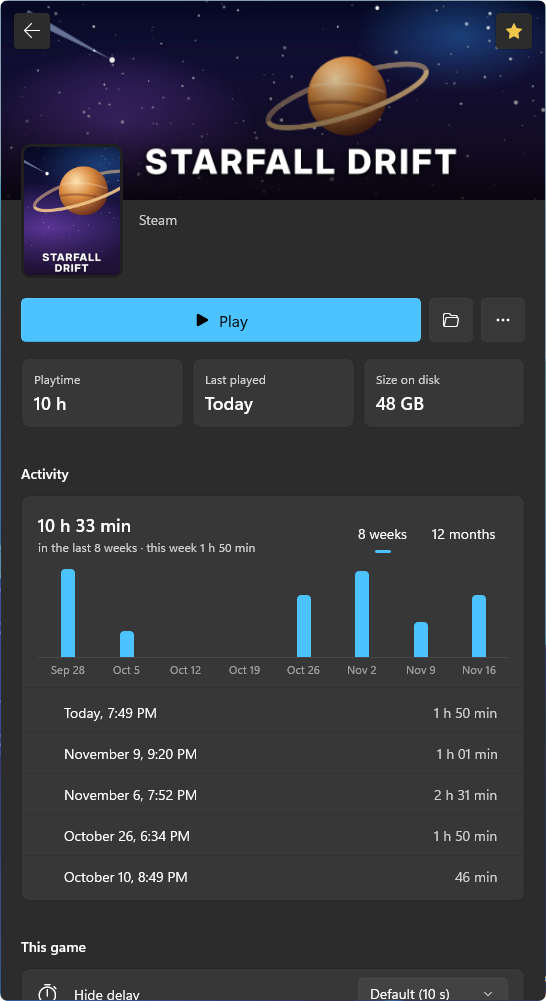 STARFALL DRIFT
STARFALL
DRIFT
Steam
Play
Playtime
10 h
Last played
Today
Size on disk
48 GB
Activity
10 h 33 min
in the last 8 weeks · this week 1 h 50 min
8 weeks
12 months
Sep 28 Oct 5 Oct 12 Oct 19 Oct 26 Nov 2 Nov 9 Nov 16
Today, 7:49 PM 1 h 50 min
November 9, 9:20 PM 1 h 01 min
November 6, 7:52 PM 2 h 31 min
October 26, 6:34 PM 1 h 50 min
October 10, 8:49 PM 46 min
This game
Hide delay Default (10 s)